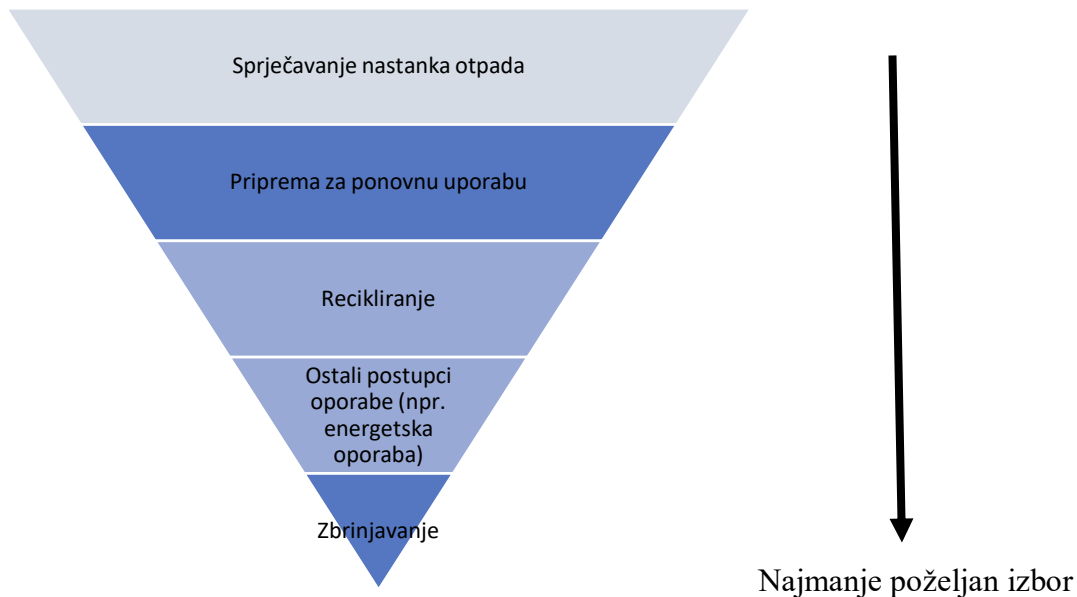 Sprječavanje nastanka otpada
Priprema za ponovnu uporabu
Recikliranje
Ostali postupci
oporabe (npr.
energetska
oporaba)
Zbrinjavanje
Najmanje poželjan izbor